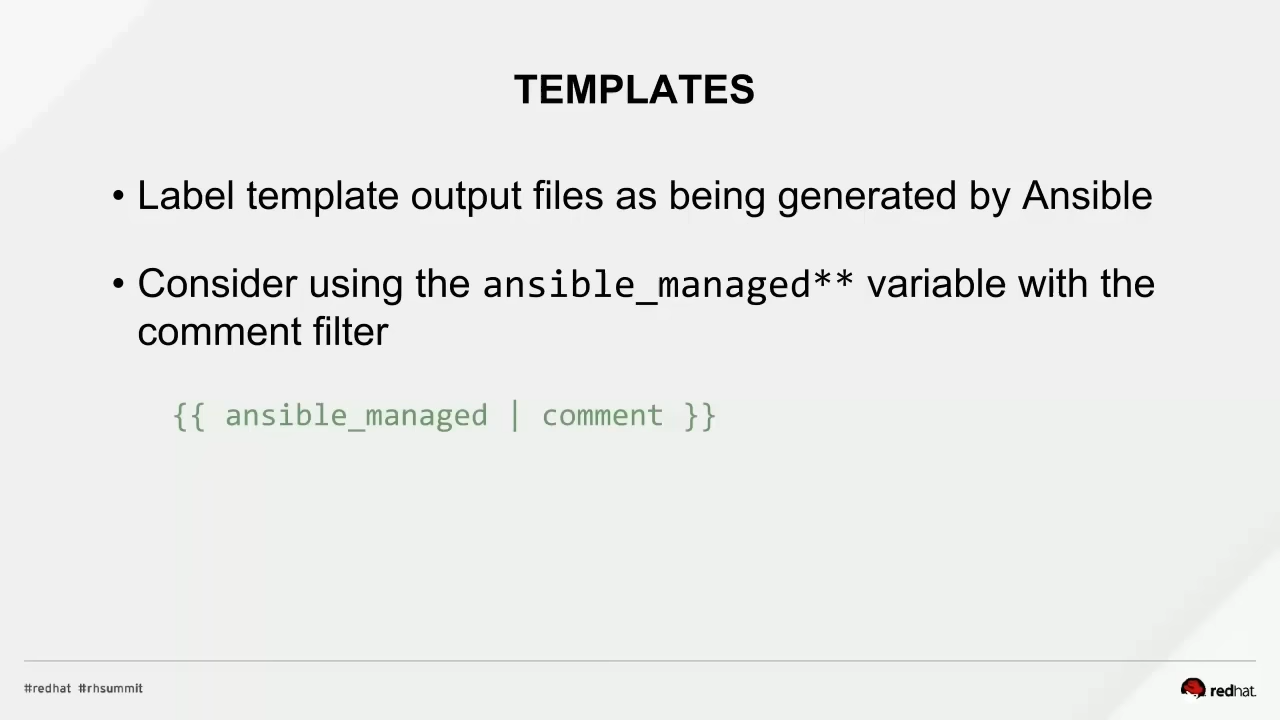 TEMPLATES
• Label template output files as being generated by Ansible
• Consider using the ansible_managed** variable with the
comment filter
{{ ansible_managed | comment }}
#redhat #rhsummit
redhat.